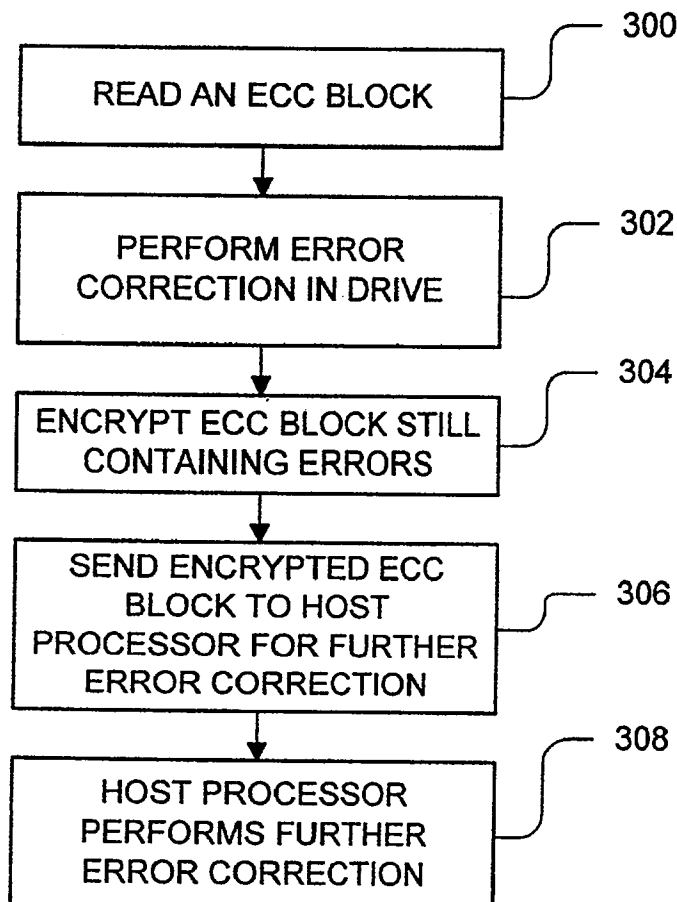 300
READ AN ECC BLOCK
302
PERFORM ERROR
CORRECTION IN DRIVE
304
ENCRYPT ECC BLOCK STILL
CONTAINING ERRORS
SEND ENCRYPTED ECC
BLOCK TO HOST
306
PROCESSOR FOR FURTHER
ERROR CORRECTION
308
HOST PROCESSOR
PERFORMS FURTHER
ERROR CORRECTION